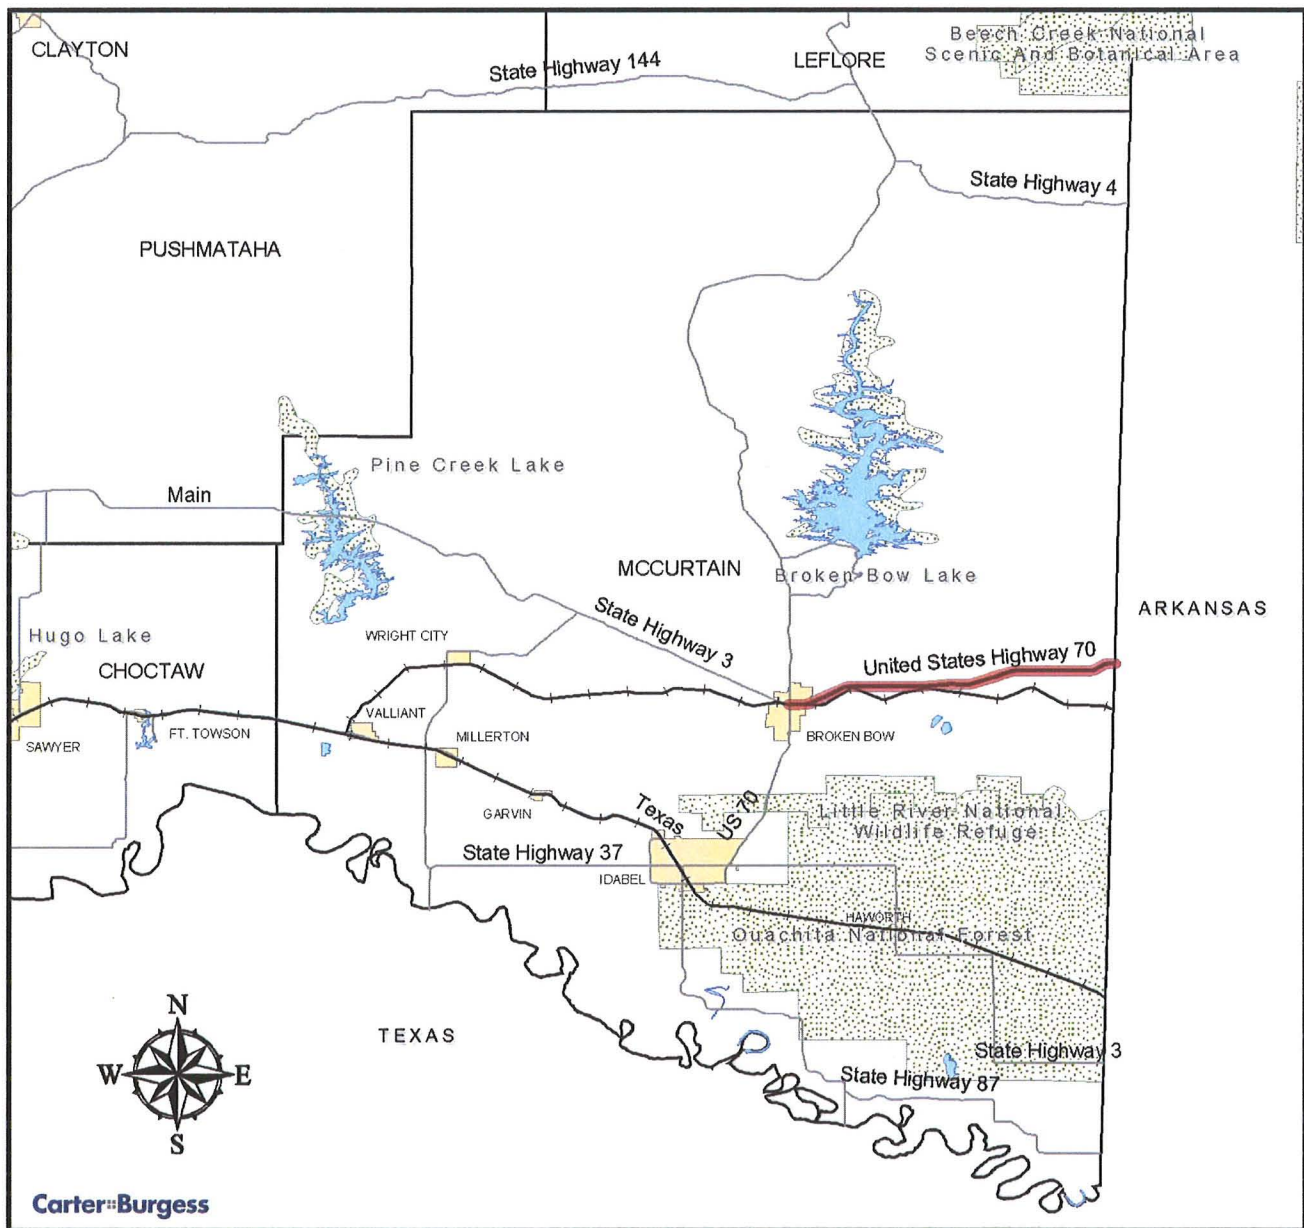 CLAYTON
State Highway 144
LEFLORE
Beech Creek National
Scenic And Botanical Area
State Highway 4
PUSHMATAHA
Pine Creek Lake
Main
MCCURTAIN
Broken Bow Lake
ARKANSAS
State Highway 3
WRIGHT CITY
Hugo Lake
CHOCTAW
United States Highway 70
VALLIANT
SAWYER
FT. TOWSON
MILLERTON
BROKEN BOW
GARVIN
Texas
US 70
Little River National
Wildlife Refuge
State Highway 37
IDABEL
HAWORTH
Ouachita National Forest
N
W
E
S
TEXAS
State Highway 3
State Highway 87
Carter::Burgess